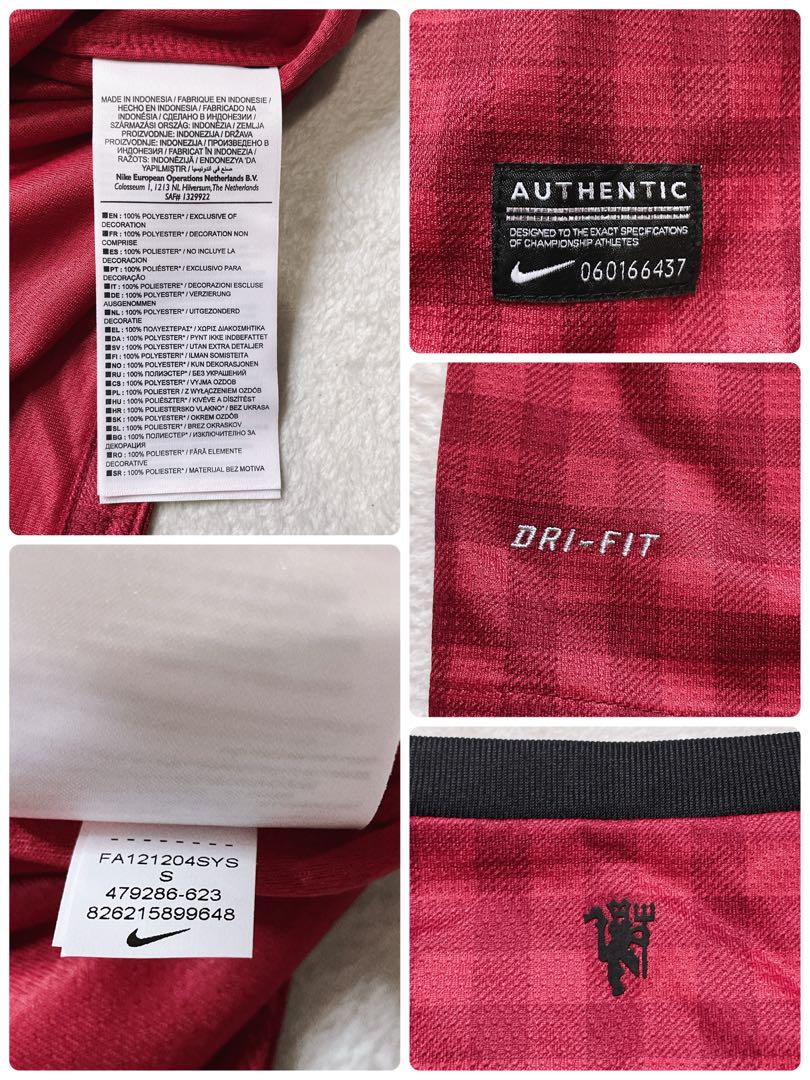 MADE IN INDONESIA / FABRIQUE EN INDONESIE /
HECHO EN INDONESIA / FABRICADO NA
INDONÉSIA / СДЕЛАНО В ИНДОНЕЗИИ /
SZÁRMAZÁSI ORSZÁG: INDONÉZIA / ZEMLJA
PROIZVODNJE: INDONEZIJA / DRŽAVA
PROIZVODNJE: INDONEZIJA / ПРОИЗВЕДЕНО В
ИНДОНЕЗИЯ / FABRICAT ÎN INDONEZIA /
RAŽOTS: INDONĒZIJĀ / ENDONEZYA'DA
YAPILMIŞTIR / صنع في اندونيسيا
Nike European Operations Netherlands B.V.
Colosseum 1, 1213 NL Hilversum, The Netherlands
SAF# 1329922
EN : 100% POLYESTER* / EXCLUSIVE OF
DECORATION
FR : 100% POLYESTER* / DECORATION NON
COMPRISE
ES : 100% POLYESTER* / NO INCLUYE LA
DECORACION
PT : 100% POLIÉSTER* / EXCLUSIVO PARA
DECORAÇÃO
IT : 100% POLIESTERE* / DECORAZIONI ESCLUSE
DE : 100% POLYESTER* / VERZIERUNG
AUSGENOMMEN
NL : 100% POLYESTER* / UITGEZONDERD
DECORATIE
EL : 100% ΠΟΛΥΕΣΤΕΡΑΣ* / ΧΩΡΙΣ ΔΙΑΚΟΣΜΗΤΙΚΑ
DA : 100% POLYESTER* / PYNT IKKE INDBEFATTET
SV : 100% POLYESTER* / UTAN EXTRA DETALJER
FI : 100% POLYESTERI* / ILMAN SOMISTEITA
NO : 100% POLYESTER* / KUN DEKORASJONEN
RU : 100% ПОЛИЭСТЕР* / БЕЗ УКРАШЕНИЙ
CS : 100% POLYESTER* / VYJMA OZDOB
PL : 100% POLIESTER / Z WYŁĄCZENIEM OZDÓB
HU : 100% POLIÉSZTER* / KIVÉVE A DÍSZÍTÉST
HR : 100% POLIESTERSKO VLAKNO* / BEZ UKRASA
SK : 100% POLYESTER* / OKREM OZDÔB
SL : 100% POLIESTER* / BREZ OKRASKOV
BG : 100% ПОЛИЕСТЕР* / ИЗКЛЮЧИТЕЛНО ЗА
ДЕКОРАЦИЯ
RO : 100% POLIESTER* / FĂRĂ ELEMENTE
DECORATIVE
SR : 100% POLIESTER* / MATERIJAL BEZ MOTIVA
AUTHENTIC
DESIGNED TO THE EXACT SPECIFICATIONS
OF CHAMPIONSHIP ATHLETES
060166437
DRI-FIT
FA121204SYS
S
479286-623
826215899648